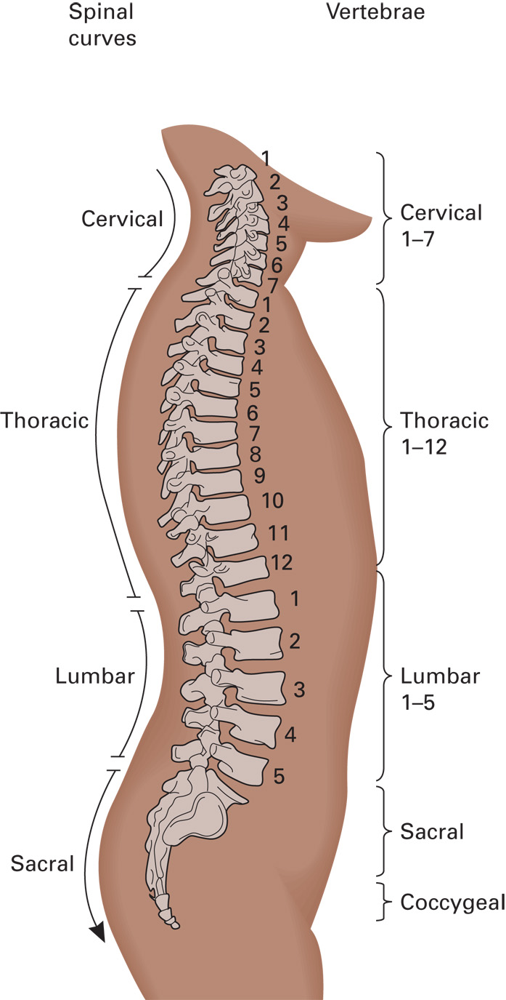 Spinal
curves
Vertebrae
Cervical
Thoracic
Lumbar
Sacral
1
2
3
4
5
6
7
1
2
3
4
5
6
7
8
9
10
11
12
1
2
3
4
5
Cervical
1–7
Thoracic
1–12
Lumbar
1–5
Sacral
Coccygeal